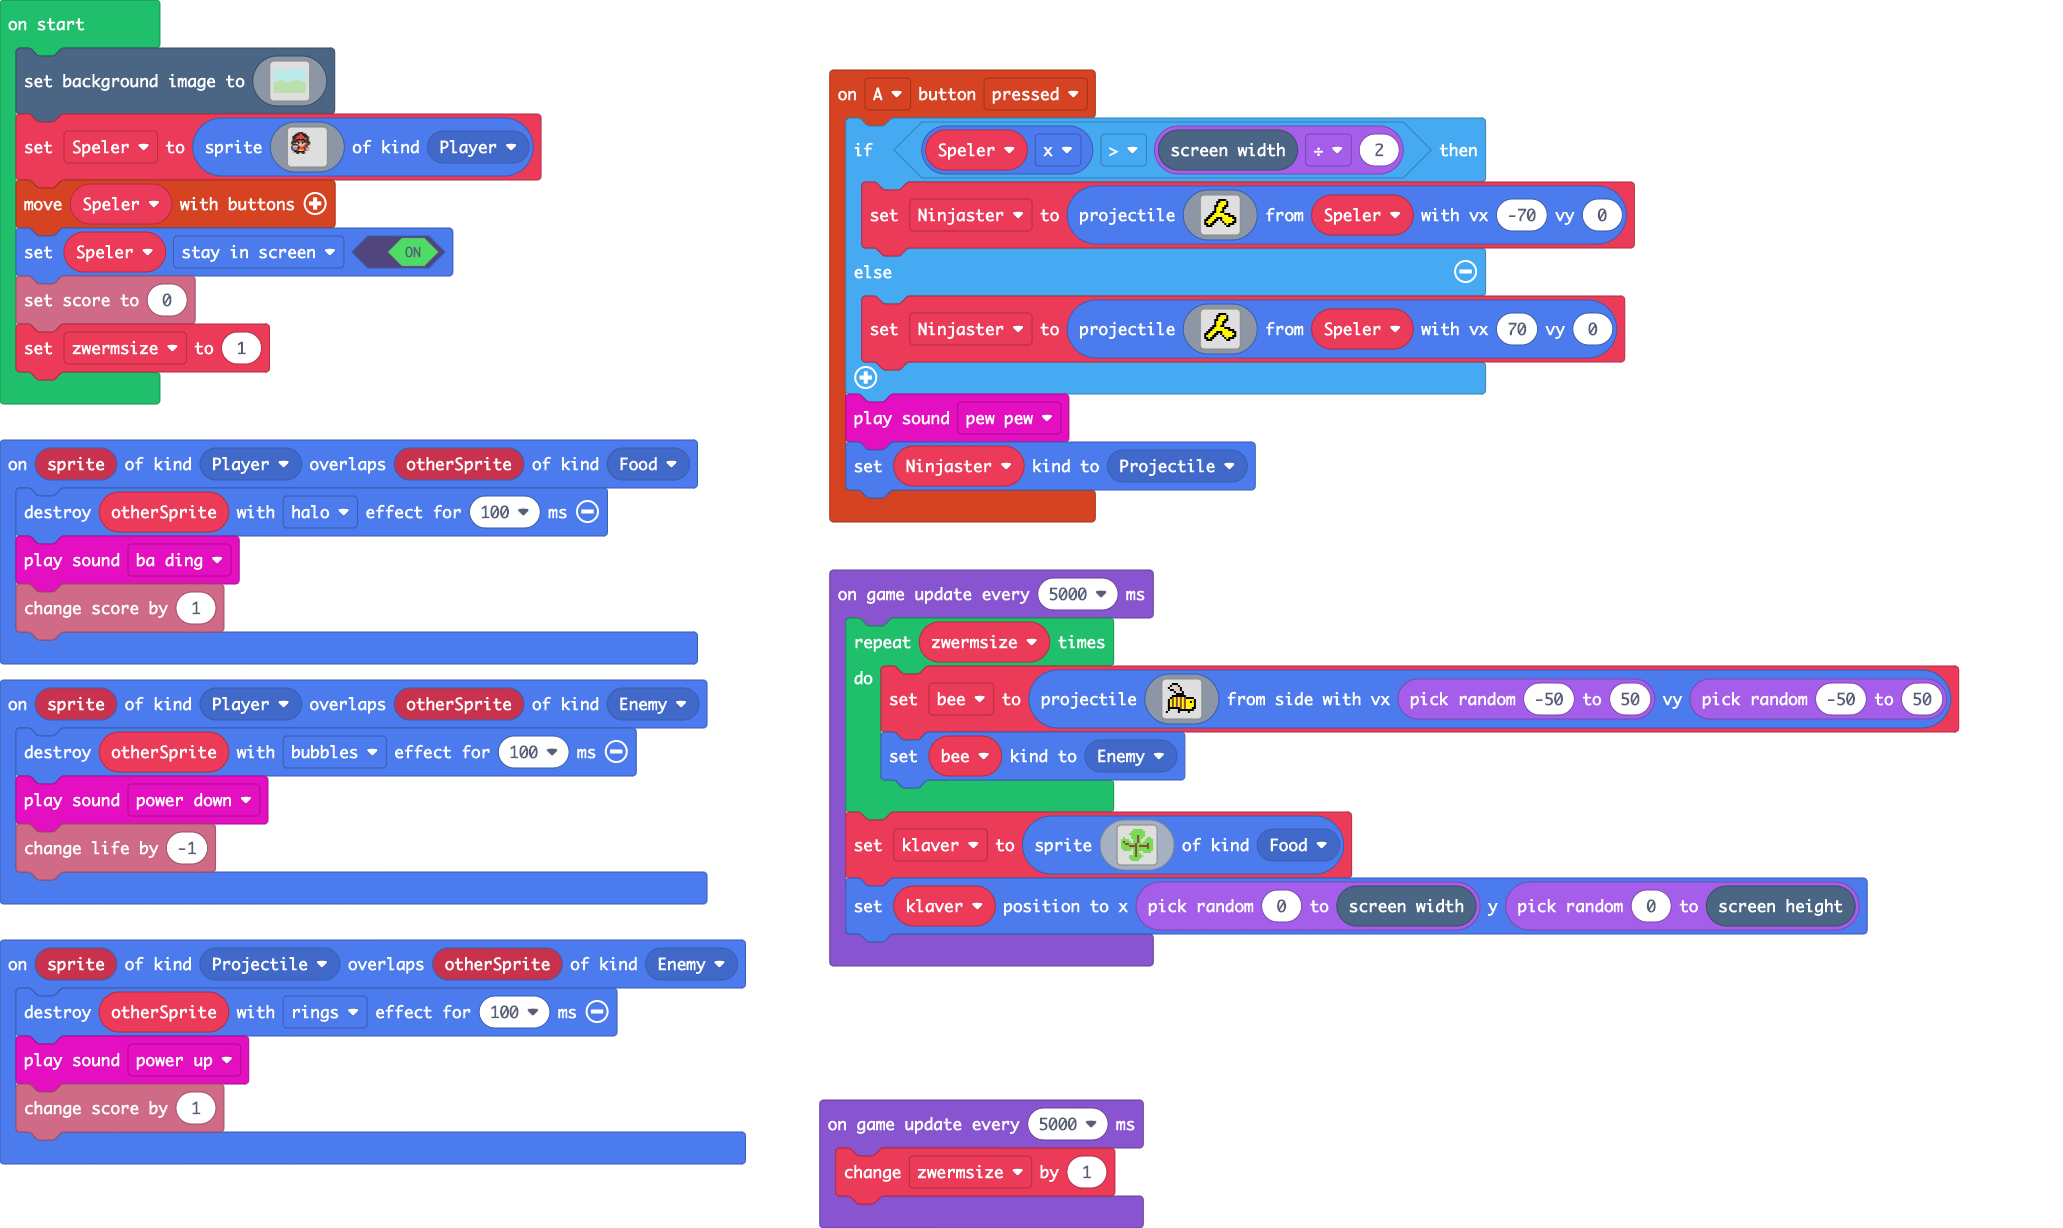 on start
set background image to
set Speler to sprite of kind Player
move Speler with buttons
set Speler stay in screen ON
set score to 0
set zwermsize to 1
on sprite of kind Player overlaps otherSprite of kind Food
destroy otherSprite with halo effect for 100 ms
play sound ba ding
change score by 1
on sprite of kind Player overlaps otherSprite of kind Enemy
destroy otherSprite with bubbles effect for 100 ms
play sound power down
change life by -1
on sprite of kind Projectile overlaps otherSprite of kind Enemy
destroy otherSprite with rings effect for 100 ms
play sound power up
change score by 1
on A button pressed
if Speler x > screen width ÷ 2 then
set Ninjaster to projectile from Speler with vx -70 vy 0
else
set Ninjaster to projectile from Speler with vx 70 vy 0
play sound pew pew
set Ninjaster kind to Projectile
on game update every 5000 ms
repeat zwermsize times
do
set bee to projectile from side with vx pick random -50 to 50 vy pick random -50 to 50
set bee kind to Enemy
set klaver to sprite of kind Food
set klaver position to x pick random 0 to screen width y pick random 0 to screen height
on game update every 5000 ms
change zwermsize by 1